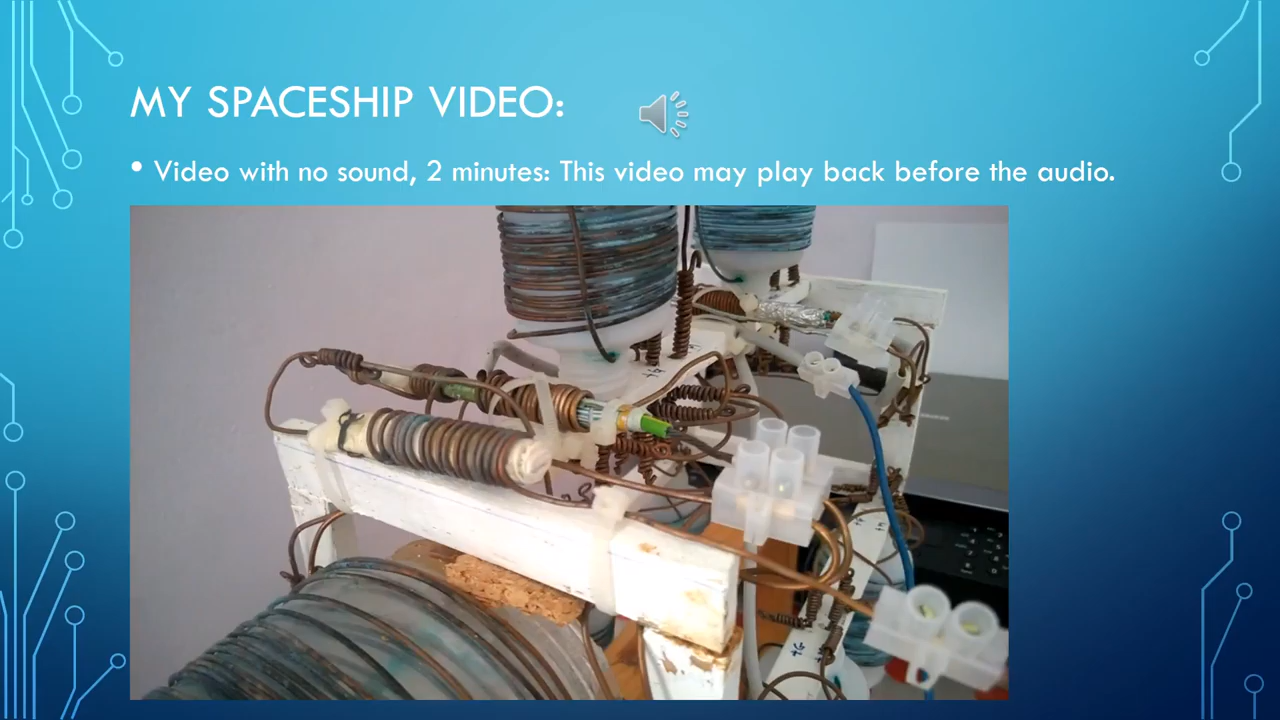 MY SPACESHIP VIDEO:
• Video with no sound, 2 minutes: This video may play back before the audio.